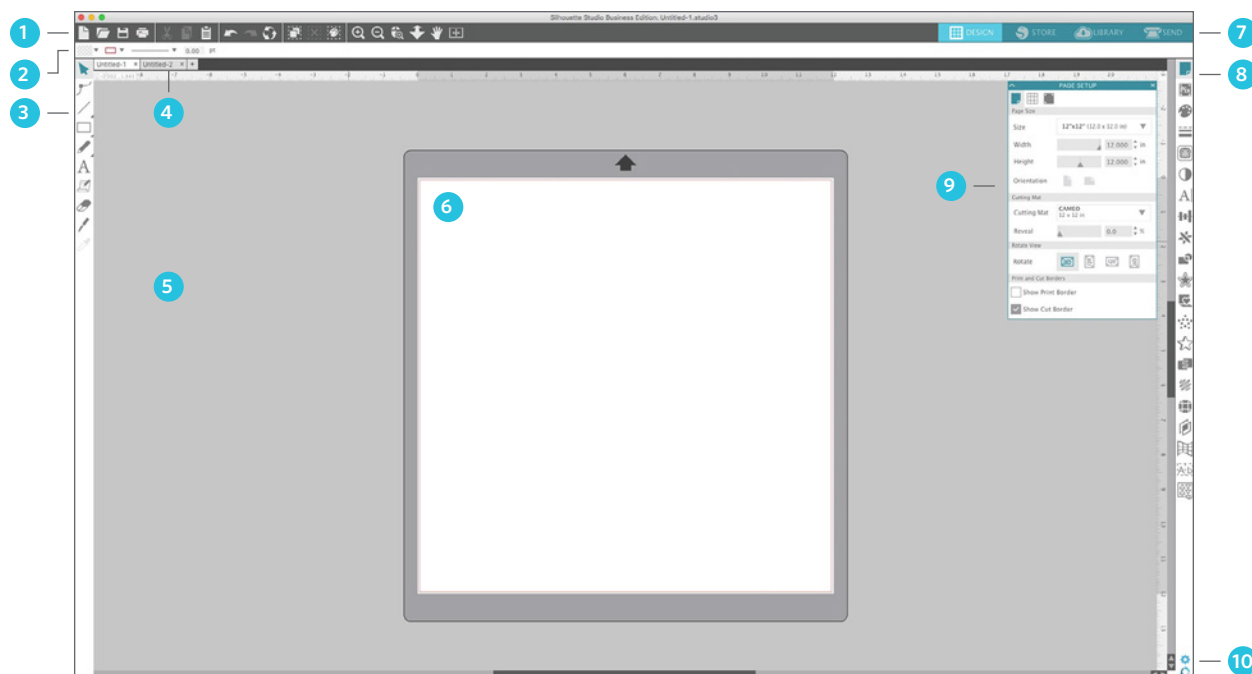 Silhouette Studio Business Edition: Untitled-1.studio3
1
DESIGN
STORE
LIBRARY
SEND
7
2
0.00 pt
Untitled-1 × Untitled-2 × +
8
3
4
PAGE SETUP
Page Size
Size 12"x12" (12.0 x 12.0 in)
Width 12.000 in
Height 12.000 in
9
Orientation
Cutting Mat
Cutting Mat CAMEO
12 x 12 in
Reveal 0.0 %
Rotate View
Rotate
Print and Cut Borders
Show Print Border
Show Cut Border
6
5
10